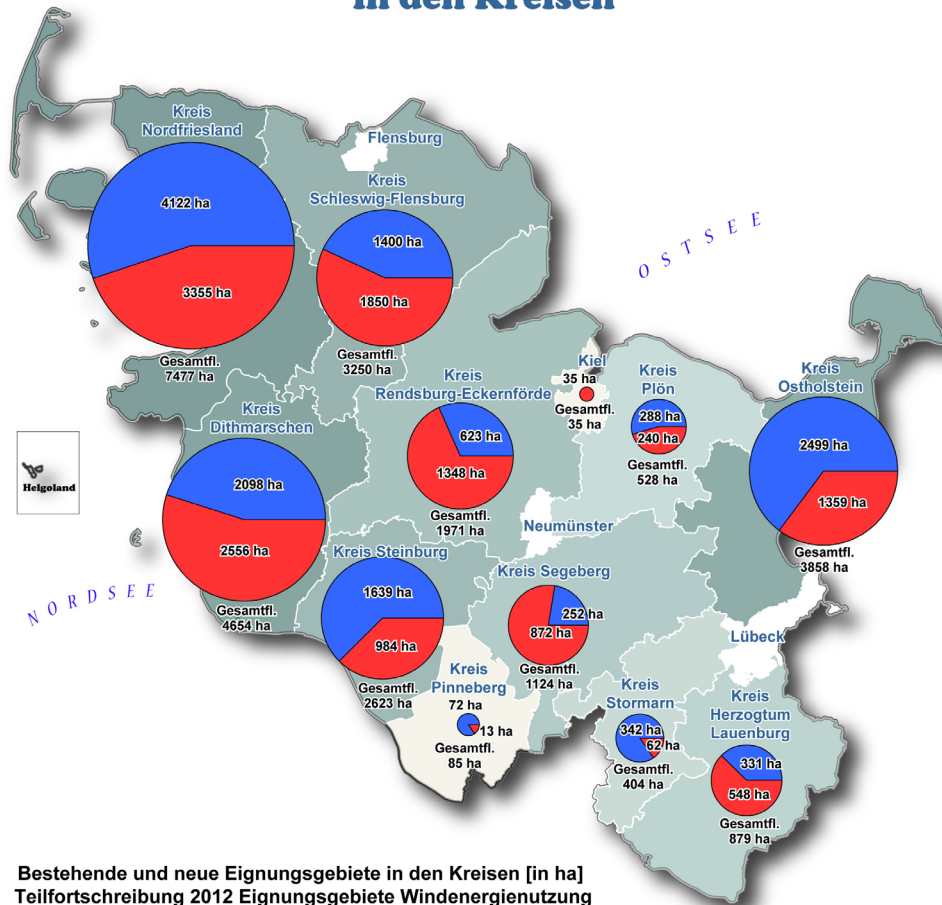 in den Kreisen
Kreis
Nordfriesland
4122 ha
3355 ha
Gesamtfl.
7477 ha
Flensburg
Kreis
Schleswig-Flensburg
1400 ha
1850 ha
Gesamtfl.
3250 ha
OSTSEE
Kiel
35 ha
Gesamtfl.
35 ha
Kreis
Plön
288 ha
240 ha
Gesamtfl.
528 ha
Kreis
Ostholstein
2499 ha
1359 ha
Gesamtfl.
3858 ha
Kreis
Rendsburg-Eckernförde
623 ha
1348 ha
Gesamtfl.
1971 ha
Kreis
Dithmarschen
2098 ha
2556 ha
Gesamtfl.
4654 ha
Helgoland
NORDSEE
Neumünster
Kreis Steinburg
1639 ha
984 ha
Gesamtfl.
2623 ha
Kreis Segeberg
252 ha
872 ha
Gesamtfl.
1124 ha
Lübeck
Kreis
Pinneberg
72 ha
13 ha
Gesamtfl.
85 ha
Kreis
Stormarn
342 ha
62 ha
Gesamtfl.
404 ha
Kreis
Herzogtum
Lauenburg
331 ha
548 ha
Gesamtfl.
879 ha
Bestehende und neue Eignungsgebiete in den Kreisen [in ha]
Teilfortschreibung 2012 Eignungsgebiete Windenergienutzung